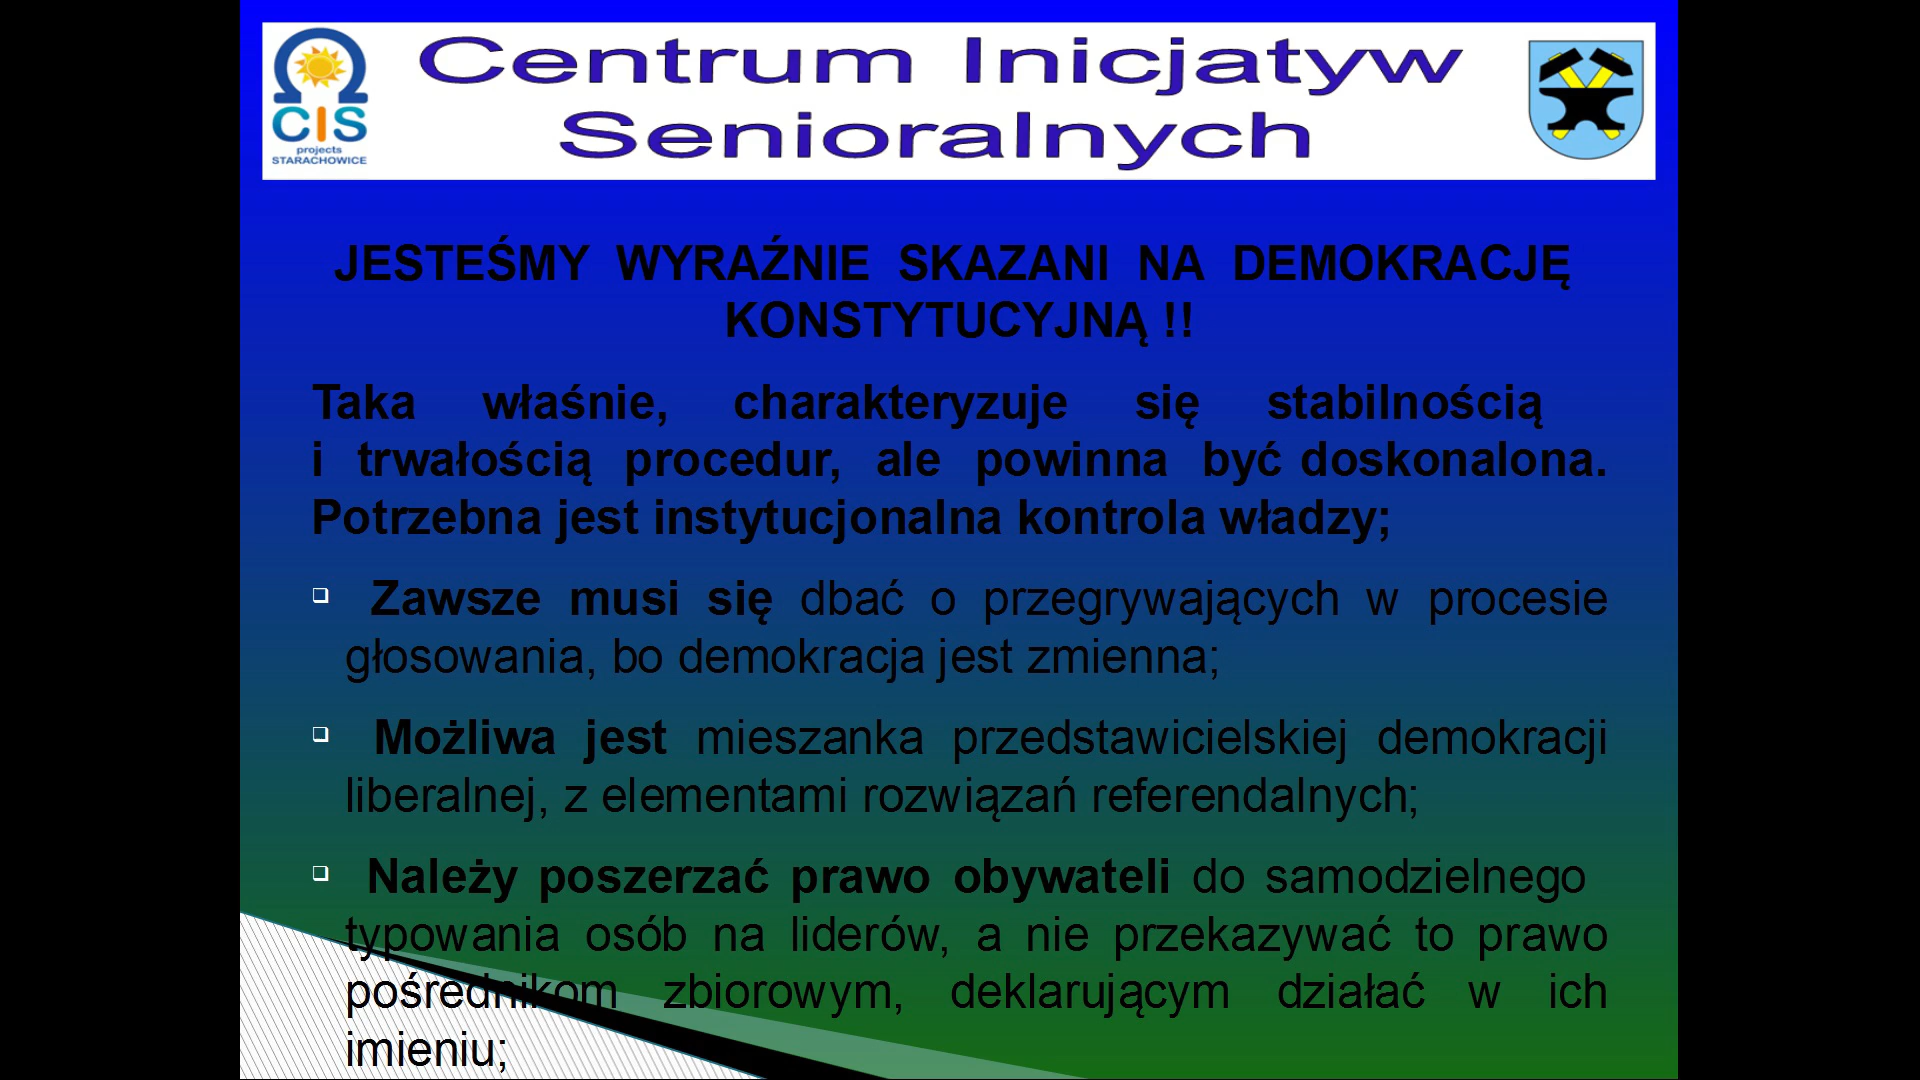 Centrum Inicjatyw
Senioralnych
CIS
projects
STARACHOWICE
JESTEŚMY WYRAŹNIE SKAZANI NA DEMOKRACJĘ
KONSTYTUCYJNĄ !!
Taka właśnie, charakteryzuje się stabilnością
i trwałością procedur, ale powinna być doskonalona.
Potrzebna jest instytucjonalna kontrola władzy;
Zawsze musi się dbać o przegrywających w procesie
głosowania, bo demokracja jest zmienna;
Możliwa jest mieszanka przedstawicielskiej demokracji
liberalnej, z elementami rozwiązań referendalnych;
Należy poszerzać prawo obywateli do samodzielnego
typowania osób na liderów, a nie przekazywać to prawo
pośrednikom zbiorowym, deklarującym działać w ich
imieniu;